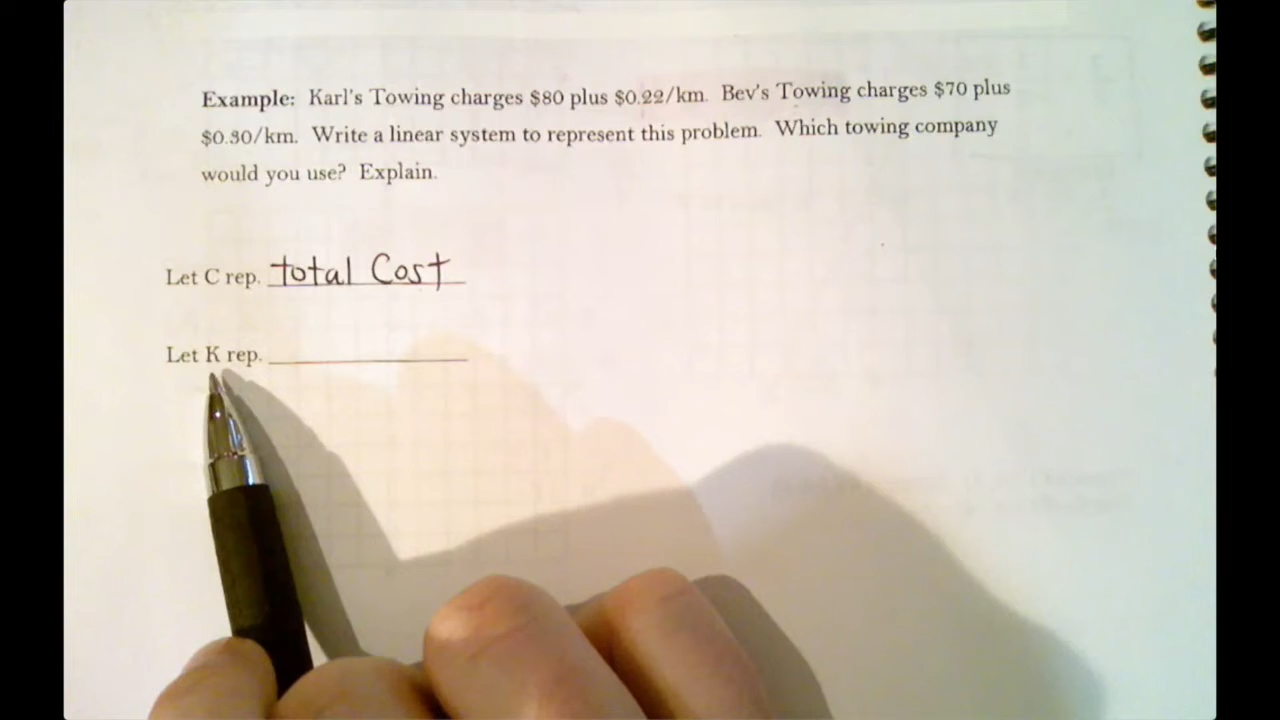 Example: Karl's Towing charges $80 plus $0.22/km. Bev's Towing charges $70 plus
$0.30/km. Write a linear system to represent this problem. Which towing company
would you use? Explain.
Let C rep. total Cost
Let K rep.